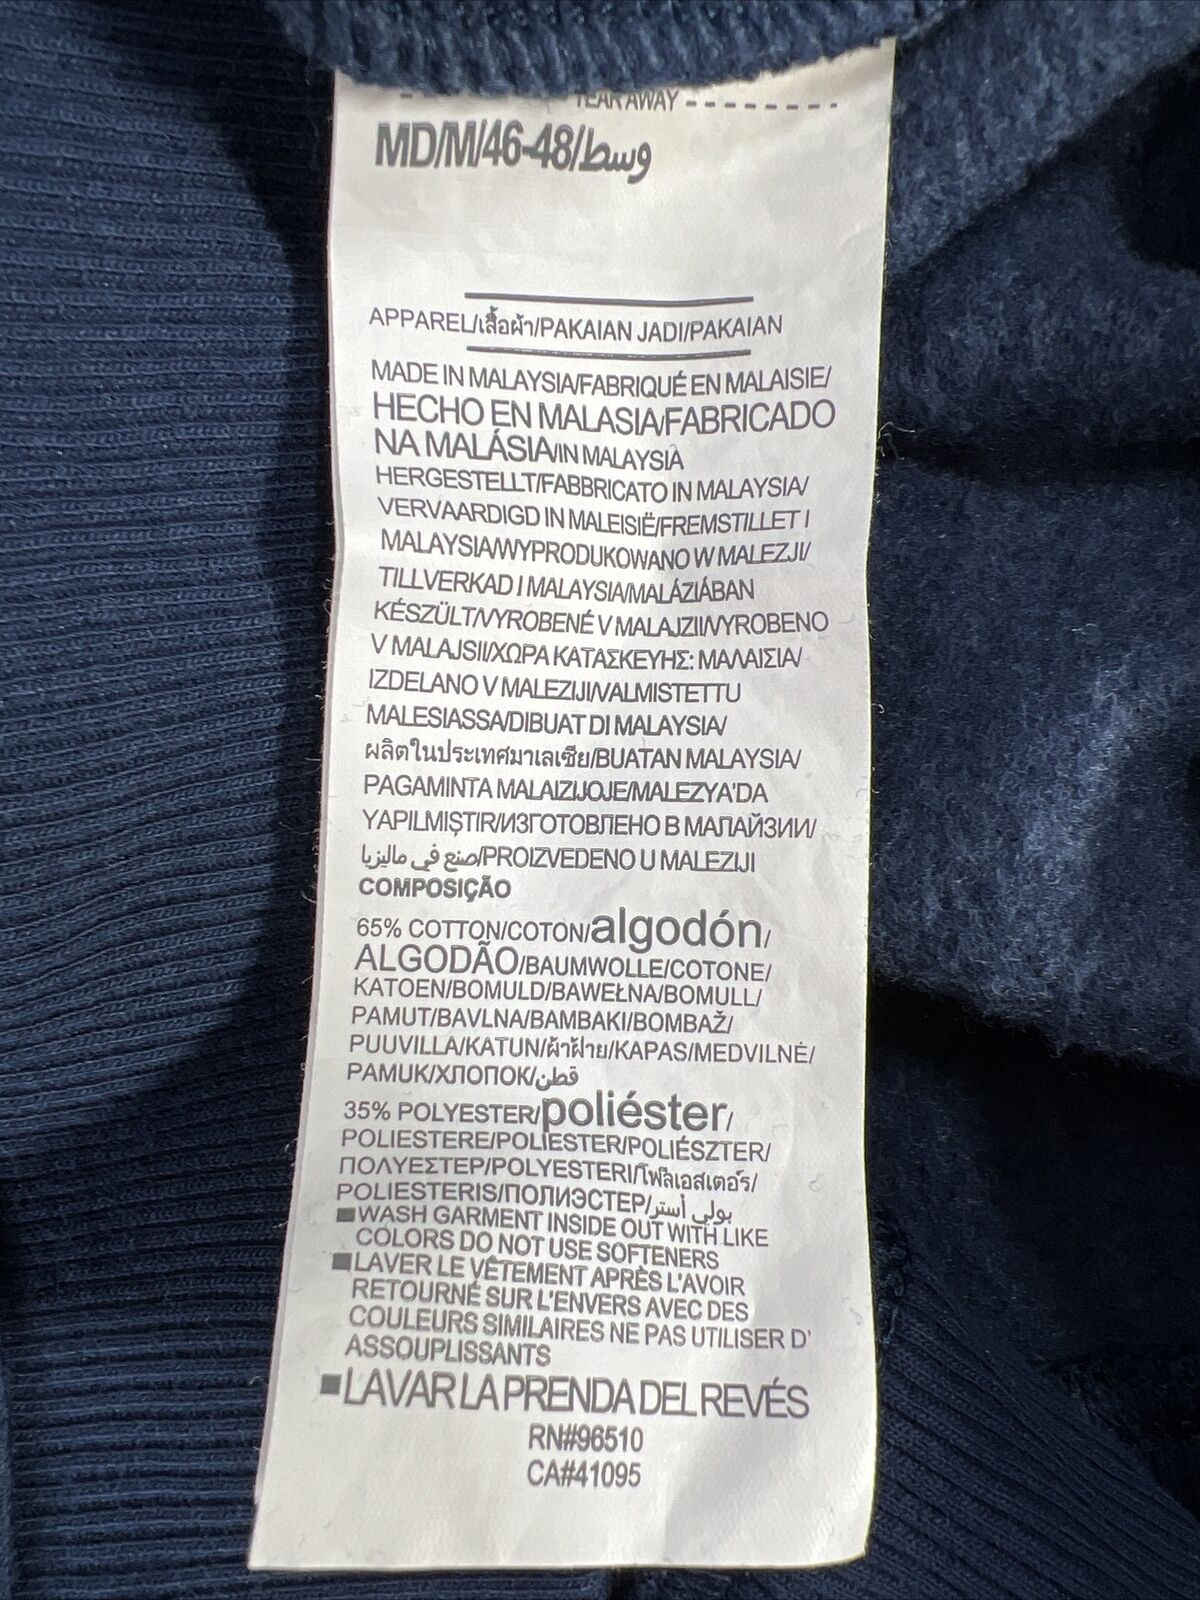 TEAR AWAY
MD/M/46-48/وسط
APPAREL/เสื้อผ้า/PAKAIAN JADI/PAKAIAN
MADE IN MALAYSIA/FABRIQUÉ EN MALAISIE/
HECHO EN MALASIA/FABRICADO
NA MALÁSIA/IN MALAYSIA
HERGESTELLT/FABBRICATO IN MALAYSIA/
VERVAARDIGD IN MALEISIË/FREMSTILLET I
MALAYSIA/WYPRODUKOWANO W MALEZJI/
TILLVERKAD I MALAYSIA/MALÁZIÁBAN
KÉSZÜLT/VYROBENÉ V MALAJZII/VYROBENO
V MALAJSII/ΧΩΡΑ ΚΑΤΑΣΚΕΥΗΣ: ΜΑΛΑΙΣΙΑ/
IZDELANO V MALEZIJI/VALMISTETTU
MALESIASSA/DIBUAT DI MALAYSIA/
ผลิตในประเทศมาเลเซีย/BUATAN MALAYSIA/
PAGAMINTA MALAIZIJOJE/MALEZYA'DA
YAPILMIŞTIR/ИЗГОТОВЛЕНО В МАЛАЙЗИИ/
صنع في ماليزيا/PROIZVEDENO U MALEZIJI
COMPOSIÇÃO
65% COTTON/COTON/algodón/
ALGODÃO/BAUMWOLLE/COTONE/
KATOEN/BOMULD/BAWEŁNA/BOMULL/
PAMUT/BAVLNA/BAMBAKI/BOMBAŽ/
PUUVILLA/KATUN/ผ้าฝ้าย/KAPAS/MEDVILNĖ/
PAMUK/ХЛОПОК/قطن
35% POLYESTER/poliéster/
POLIESTERE/POLIESTER/POLIÉSZTER/
ΠΟΛΥΕΣΤΕΡ/POLYESTERI/โพลีเอสเตอร์/
POLIESTERIS/ПОЛИЭСТЕР/بولي أستر
■WASH GARMENT INSIDE OUT WITH LIKE
COLORS DO NOT USE SOFTENERS
■LAVER LE VÊTEMENT APRÈS L'AVOIR
RETOURNÉ SUR L'ENVERS AVEC DES
COULEURS SIMILAIRES NE PAS UTILISER D'
ASSOUPLISSANTS
■LAVAR LA PRENDA DEL REVÉS
RN#96510
CA#41095